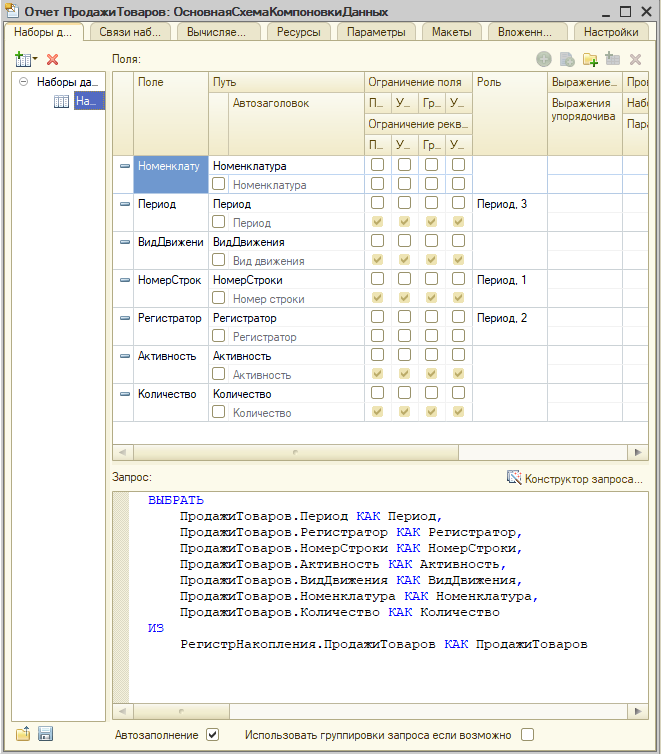 Отчет ПродажиТоваров: ОсновнаяСхемаКомпоновкиДанных
Наборы д... Связи наб... Вычисляе... Ресурсы Параметры Макеты Вложенн... Настройки
Поля:
Наборы да...
На...
Поле Путь Ограничение поля Роль Выражение... Про
Автозаголовок П... У... Гр... У... Выражения упорядочива Набо
Ограничение рекв... Пара
П... У... Гр... У...
Номенклату Номенклатура
Номенклатура
Период Период Период, 3
Период
ВидДвижени ВидДвижения
Вид движения
НомерСтрок НомерСтроки Период, 1
Номер строки
Регистратор Регистратор Период, 2
Регистратор
Активность Активность
Активность
Количество Количество
Количество
Запрос: Конструктор запроса...
ВЫБРАТЬ
ПродажиТоваров.Период КАК Период,
ПродажиТоваров.Регистратор КАК Регистратор,
ПродажиТоваров.НомерСтроки КАК НомерСтроки,
ПродажиТоваров.Активность КАК Активность,
ПродажиТоваров.ВидДвижения КАК ВидДвижения,
ПродажиТоваров.Номенклатура КАК Номенклатура,
ПродажиТоваров.Количество КАК Количество
ИЗ
РегистрНакопления.ПродажиТоваров КАК ПродажиТоваров
Автозаполнение Использовать группировки запроса если возможно